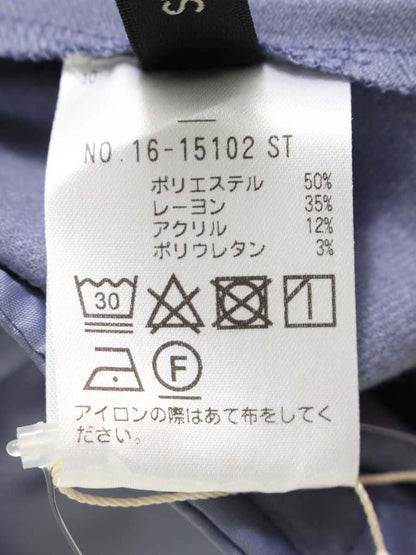 S
NO.16-15102 ST
ポリエステル 50%
レーヨン 35%
アクリル 12%
ポリウレタン 3%
30
F
アイロンの際はあて布をしてく
ださい。